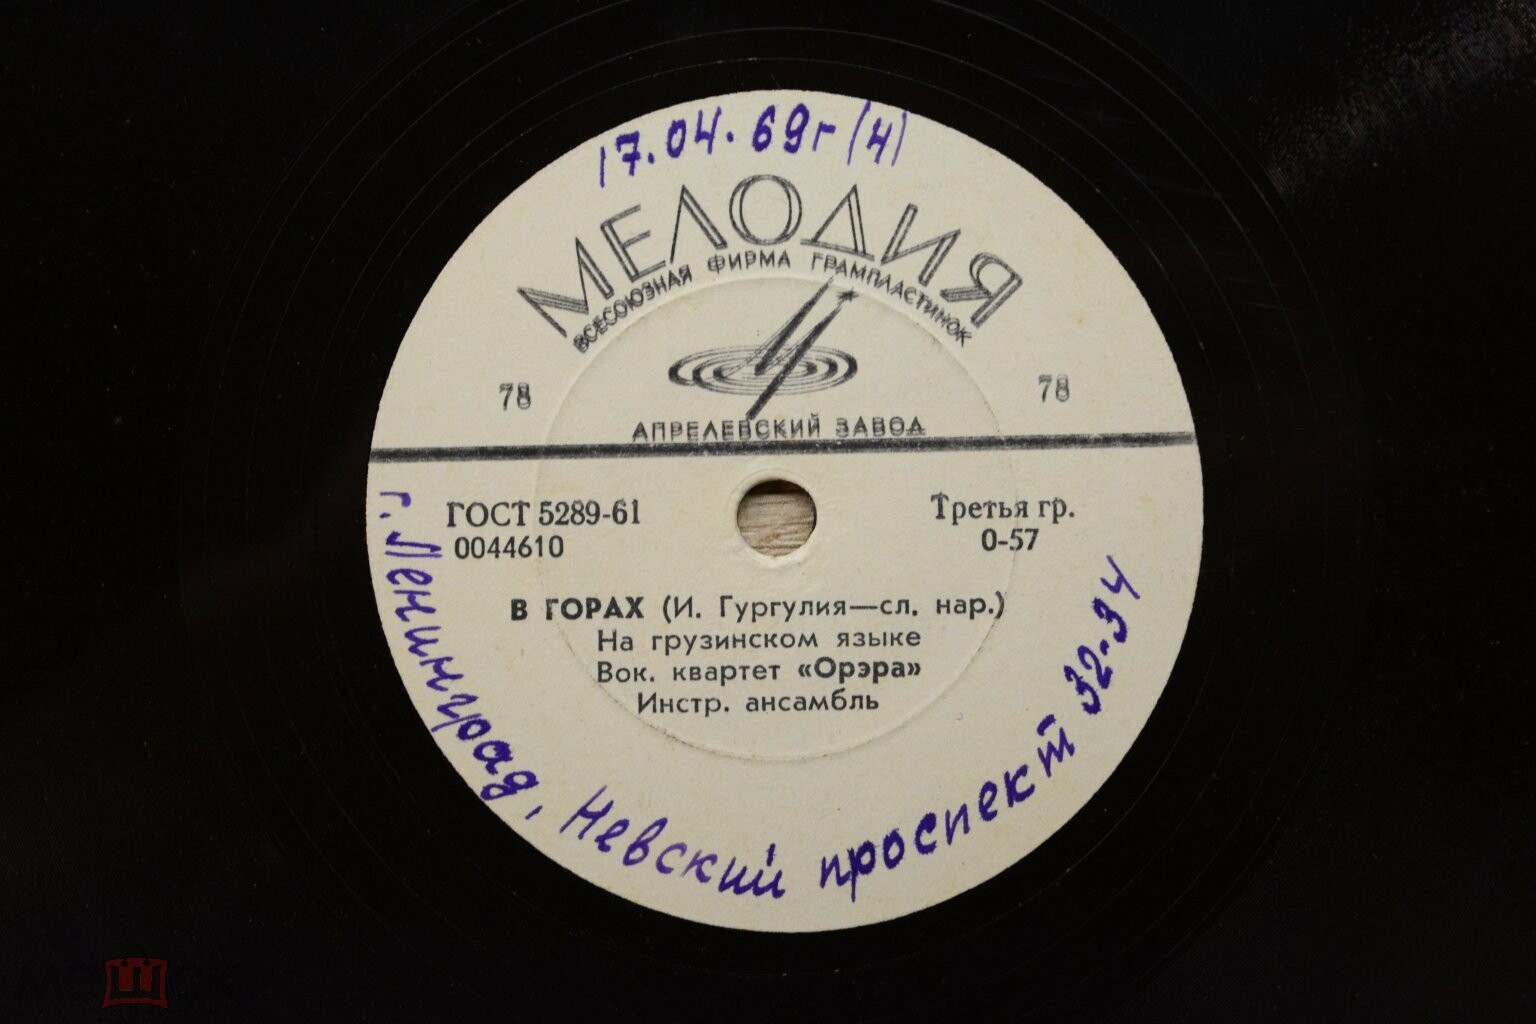 17.04.69г (4)
МЕЛОДИЯ
ВСЕСОЮЗНАЯ ФИРМА ГРАМПЛАСТИНОК
78
78
АПРЕЛЕВСКИЙ ЗАВОД
ГОСТ 5289-61
Третья гр.
0044610
0-57
В ГОРАХ (И. Гургулия—сл. нар.)
На грузинском языке
Вок. квартет «Орэра»
Инстр. ансамбль
г. Ленинград, Невский проспект 32-34
мешок